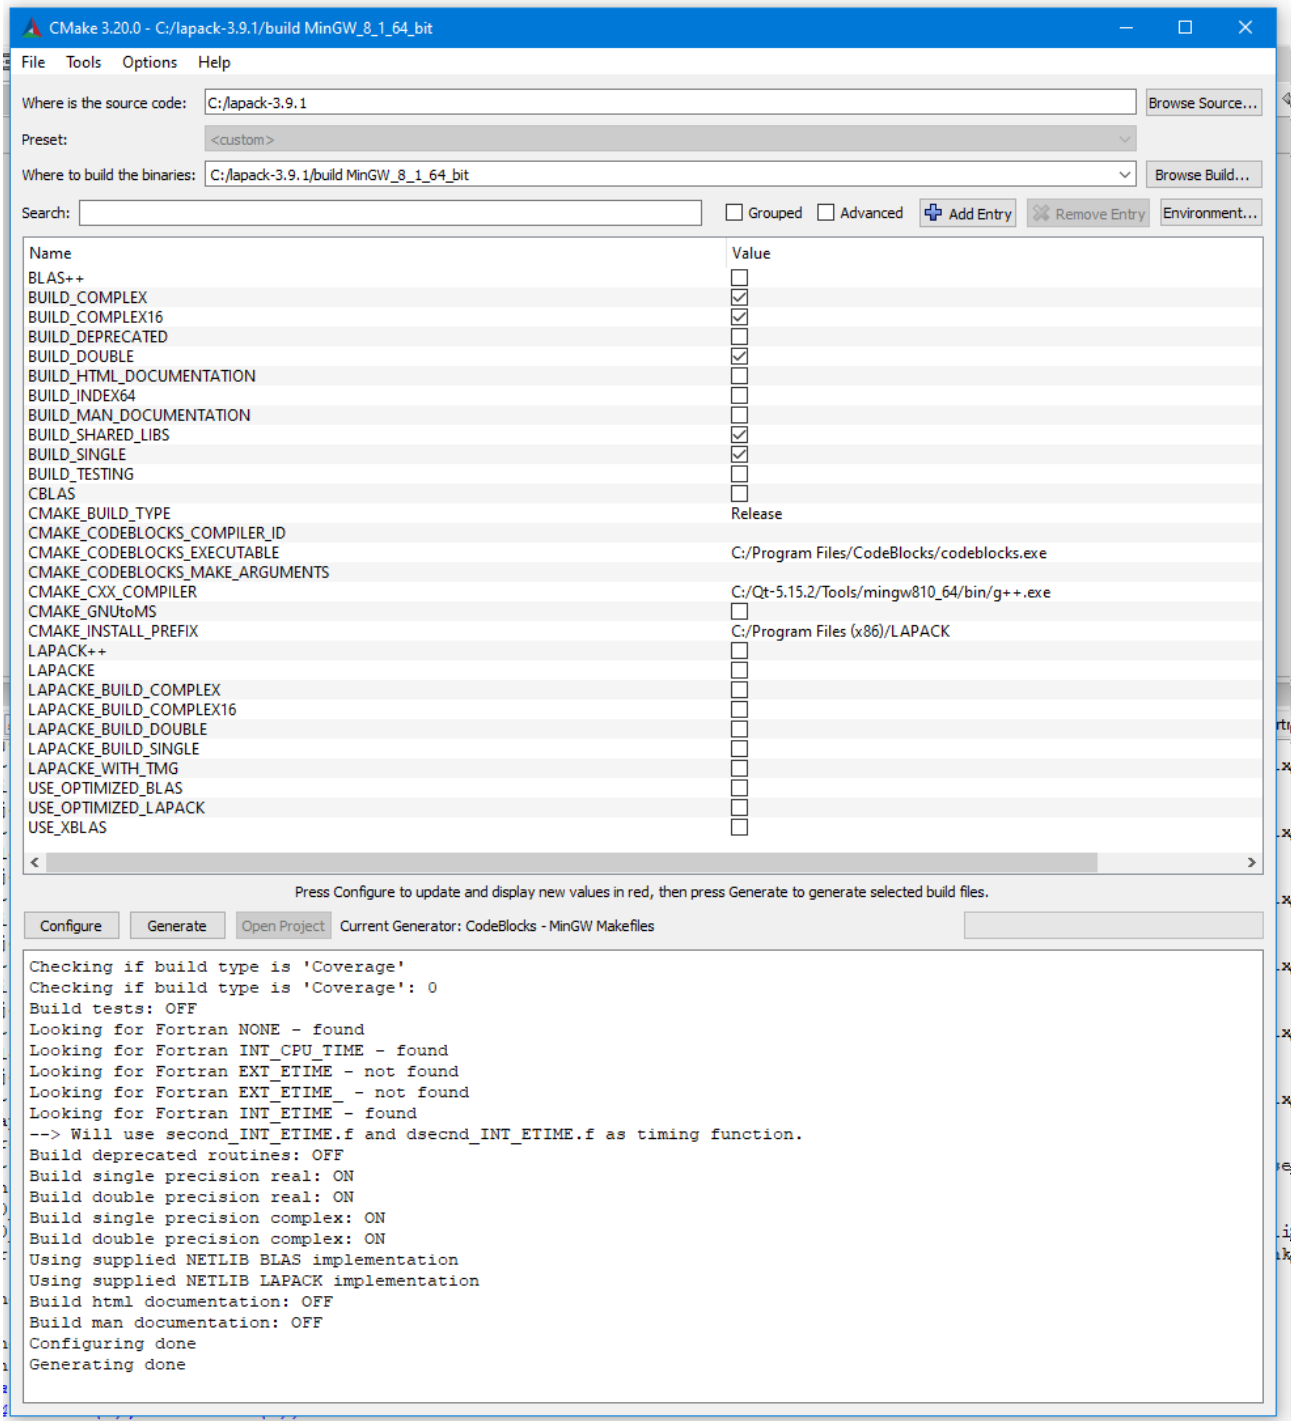 CMake 3.20.0 - C:/lapack-3.9.1/build MinGW_8_1_64_bit
File Tools Options Help
Where is the source code: C:/lapack-3.9.1 Browse Source...
Preset: <custom>
Where to build the binaries: C:/lapack-3.9.1/build MinGW_8_1_64_bit Browse Build...
Search: Grouped Advanced Add Entry Remove Entry Environment...
Name Value
BLAS++
BUILD_COMPLEX
BUILD_COMPLEX16
BUILD_DEPRECATED
BUILD_DOUBLE
BUILD_HTML_DOCUMENTATION
BUILD_INDEX64
BUILD_MAN_DOCUMENTATION
BUILD_SHARED_LIBS
BUILD_SINGLE
BUILD_TESTING
CBLAS
CMAKE_BUILD_TYPE Release
CMAKE_CODEBLOCKS_COMPILER_ID
CMAKE_CODEBLOCKS_EXECUTABLE C:/Program Files/CodeBlocks/codeblocks.exe
CMAKE_CODEBLOCKS_MAKE_ARGUMENTS
CMAKE_CXX_COMPILER C:/Qt-5.15.2/Tools/mingw810_64/bin/g++.exe
CMAKE_GNUtoMS
CMAKE_INSTALL_PREFIX C:/Program Files (x86)/LAPACK
LAPACK++
LAPACKE
LAPACKE_BUILD_COMPLEX
LAPACKE_BUILD_COMPLEX16
LAPACKE_BUILD_DOUBLE
LAPACKE_BUILD_SINGLE
LAPACKE_WITH_TMG
USE_OPTIMIZED_BLAS
USE_OPTIMIZED_LAPACK
USE_XBLAS
Press Configure to update and display new values in red, then press Generate to generate selected build files.
Configure Generate Open Project Current Generator: CodeBlocks - MinGW Makefiles
Checking if build type is 'Coverage'
Checking if build type is 'Coverage': 0
Build tests: OFF
Looking for Fortran NONE - found
Looking for Fortran INT_CPU_TIME - found
Looking for Fortran EXT_ETIME - not found
Looking for Fortran EXT_ETIME_ - not found
Looking for Fortran INT_ETIME - found
--> Will use second_INT_ETIME.f and dsecnd_INT_ETIME.f as timing function.
Build deprecated routines: OFF
Build single precision real: ON
Build double precision real: ON
Build single precision complex: ON
Build double precision complex: ON
Using supplied NETLIB BLAS implementation
Using supplied NETLIB LAPACK implementation
Build html documentation: OFF
Build man documentation: OFF
Configuring done
Generating done